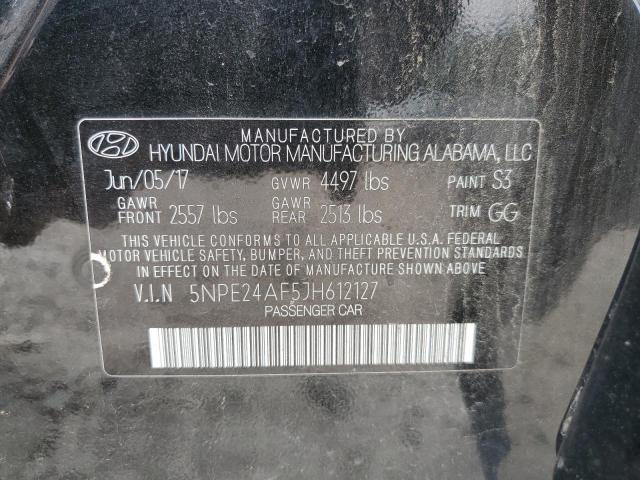 MANUFACTURED BY
HYUNDAI MOTOR MANUFACTURING ALABAMA, LLC
Jun/05/17 GVWR 4497 lbs PAINT S3
GAWR FRONT 2557 lbs GAWR REAR 2513 lbs TRIM GG
THIS VEHICLE CONFORMS TO ALL APPLICABLE U.S.A. FEDERAL
MOTOR VEHICLE SAFETY, BUMPER, AND THEFT PREVENTION STANDARDS
IN EFFECT ON THE DATE OF MANUFACTURE SHOWN ABOVE.
V.I.N 5NPE24AF5JH612127
PASSENGER CAR